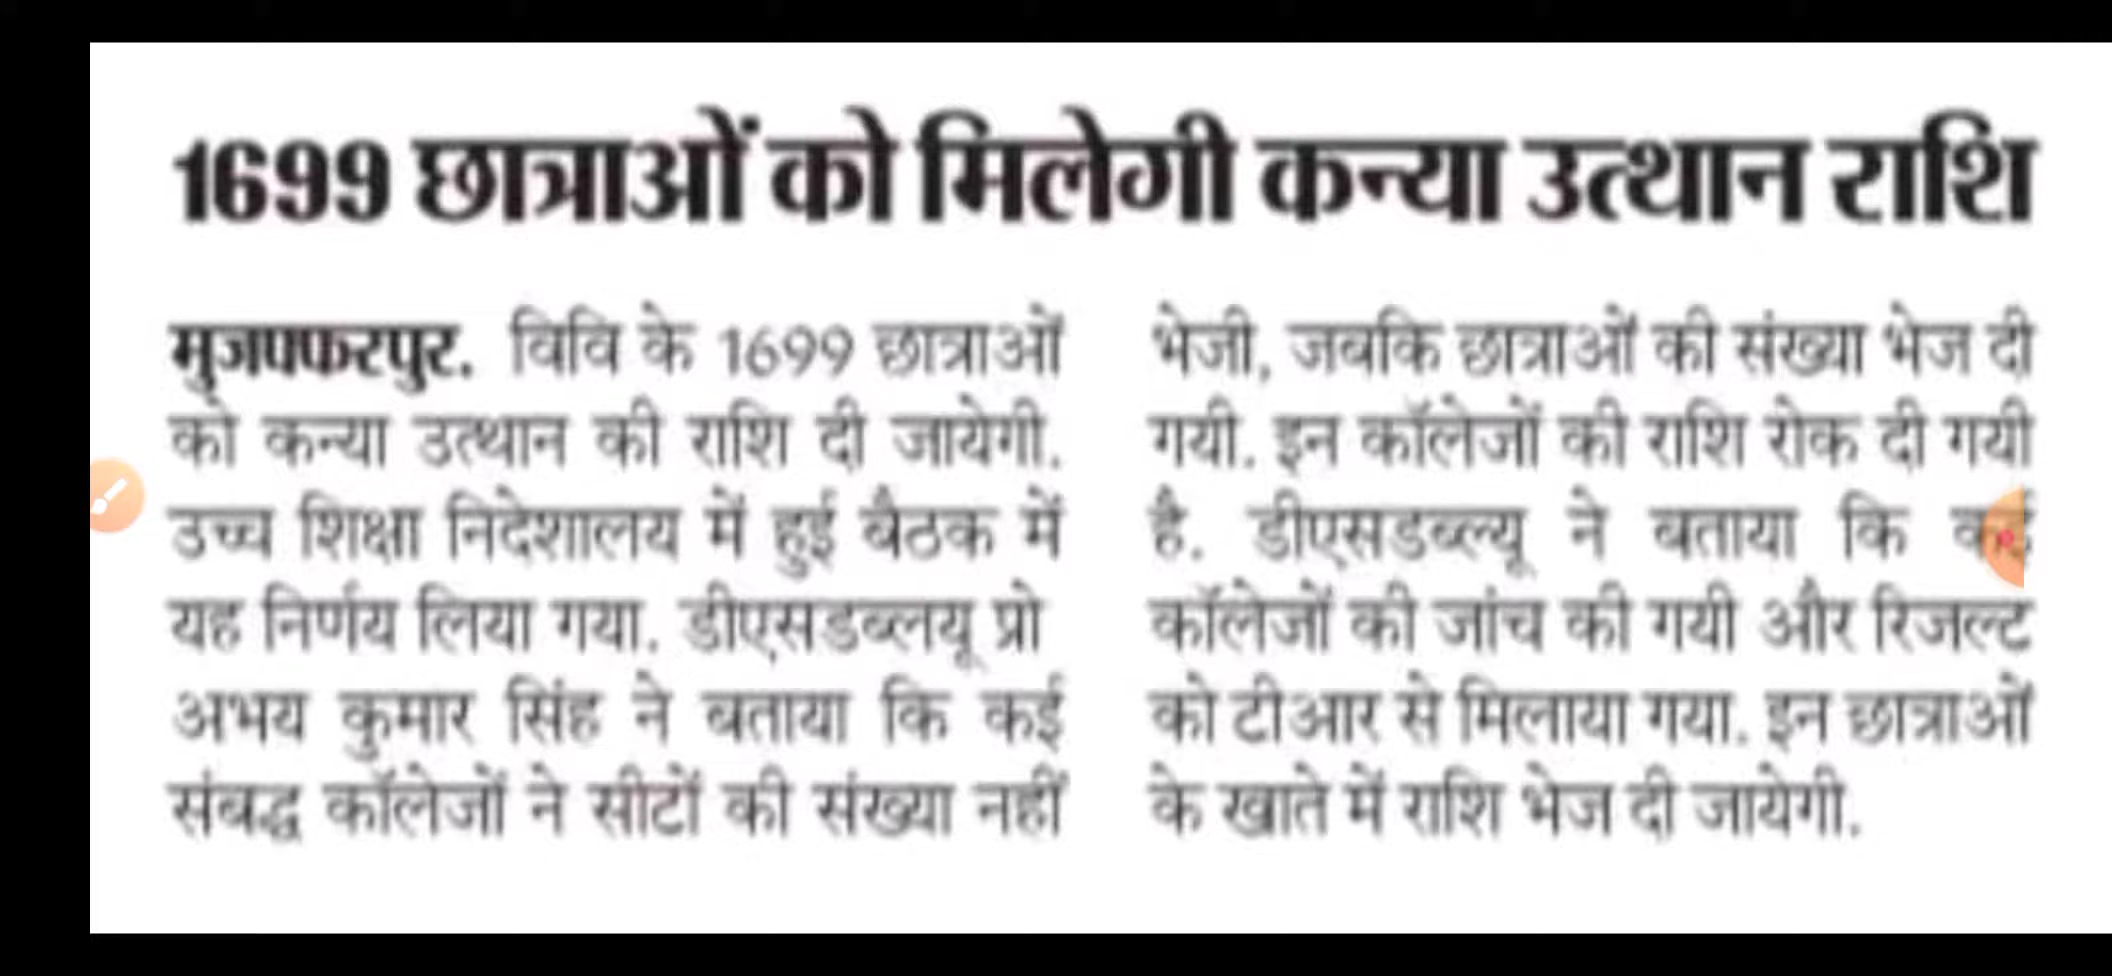 1699 छात्राओं को मिलेगी कन्या उत्थान राशि
मुजफ्फरपुर. विवि के 1699 छात्राओं
को कन्या उत्थान की राशि दी जायेगी.
उच्च शिक्षा निदेशालय में हुई बैठक में
यह निर्णय लिया गया. डीएसडब्लयू प्रो
अभय कुमार सिंह ने बताया कि कई
संबद्ध कॉलेजों ने सीटों की संख्या नहीं
भेजी, जबकि छात्राओं की संख्या भेज दी
गयी. इन कॉलेजों की राशि रोक दी गयी
है. डीएसडब्ल्यू ने बताया कि कई
कॉलेजों की जांच की गयी और रिजल्ट
को टीआर से मिलाया गया. इन छात्राओं
के खाते में राशि भेज दी जायेगी.